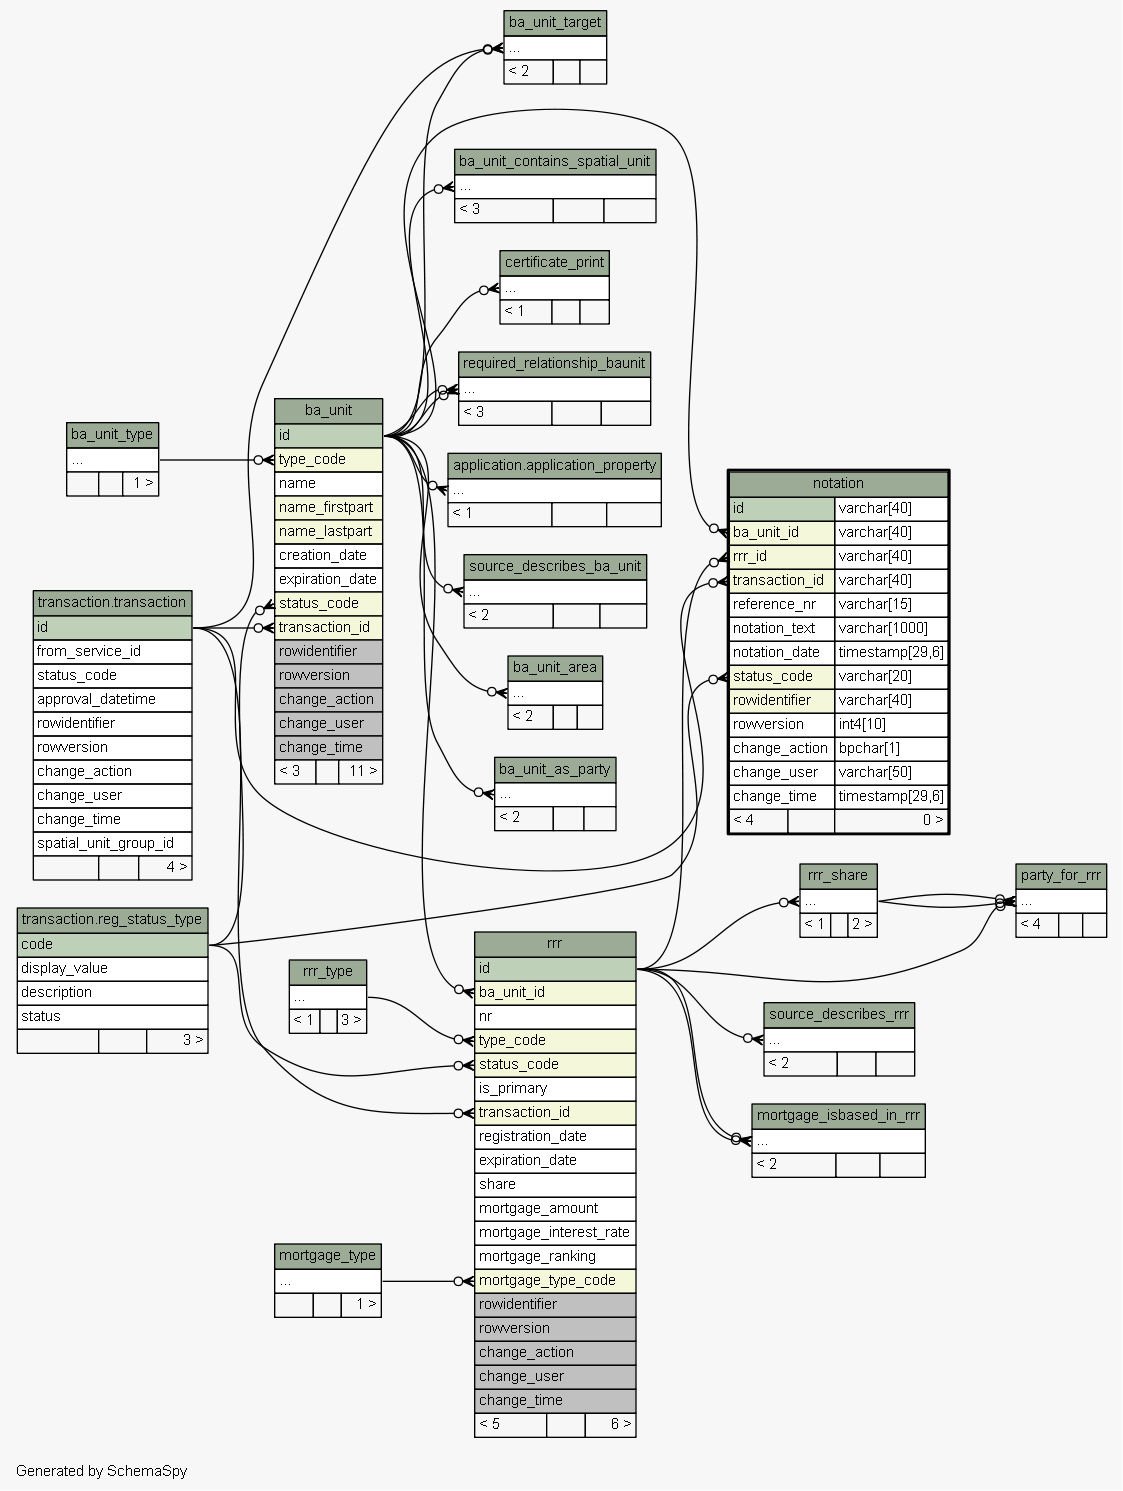 ba_unit_target
...
< 2
ba_unit_contains_spatial_unit
...
< 3
certificate_print
...
< 1
required_relationship_baunit
...
< 3
ba_unit
id
type_code
name
name_firstpart
name_lastpart
creation_date
expiration_date
status_code
transaction_id
rowidentifier
rowversion
change_action
change_user
change_time
< 3 11 >
ba_unit_type
...
1 >
application.application_property
...
< 1
notation
id varchar[40]
ba_unit_id varchar[40]
rrr_id varchar[40]
transaction_id varchar[40]
reference_nr varchar[15]
notation_text varchar[1000]
notation_date timestamp[29,6]
status_code varchar[20]
rowidentifier varchar[40]
rowversion int4[10]
change_action bpchar[1]
change_user varchar[50]
change_time timestamp[29,6]
< 4 0 >
source_describes_ba_unit
...
< 2
transaction.transaction
id
from_service_id
status_code
approval_datetime
rowidentifier
rowversion
change_action
change_user
change_time
spatial_unit_group_id
4 >
ba_unit_area
...
< 2
ba_unit_as_party
...
< 2
rrr_share
...
< 1 2 >
party_for_rrr
...
< 4
transaction.reg_status_type
code
display_value
description
status
3 >
rrr_type
...
< 1 3 >
rrr
id
ba_unit_id
nr
type_code
status_code
is_primary
transaction_id
registration_date
expiration_date
share
mortgage_amount
mortgage_interest_rate
mortgage_ranking
mortgage_type_code
rowidentifier
rowversion
change_action
change_user
change_time
< 5 6 >
source_describes_rrr
...
< 2
mortgage_isbased_in_rrr
...
< 2
mortgage_type
...
1 >
Generated by SchemaSpy